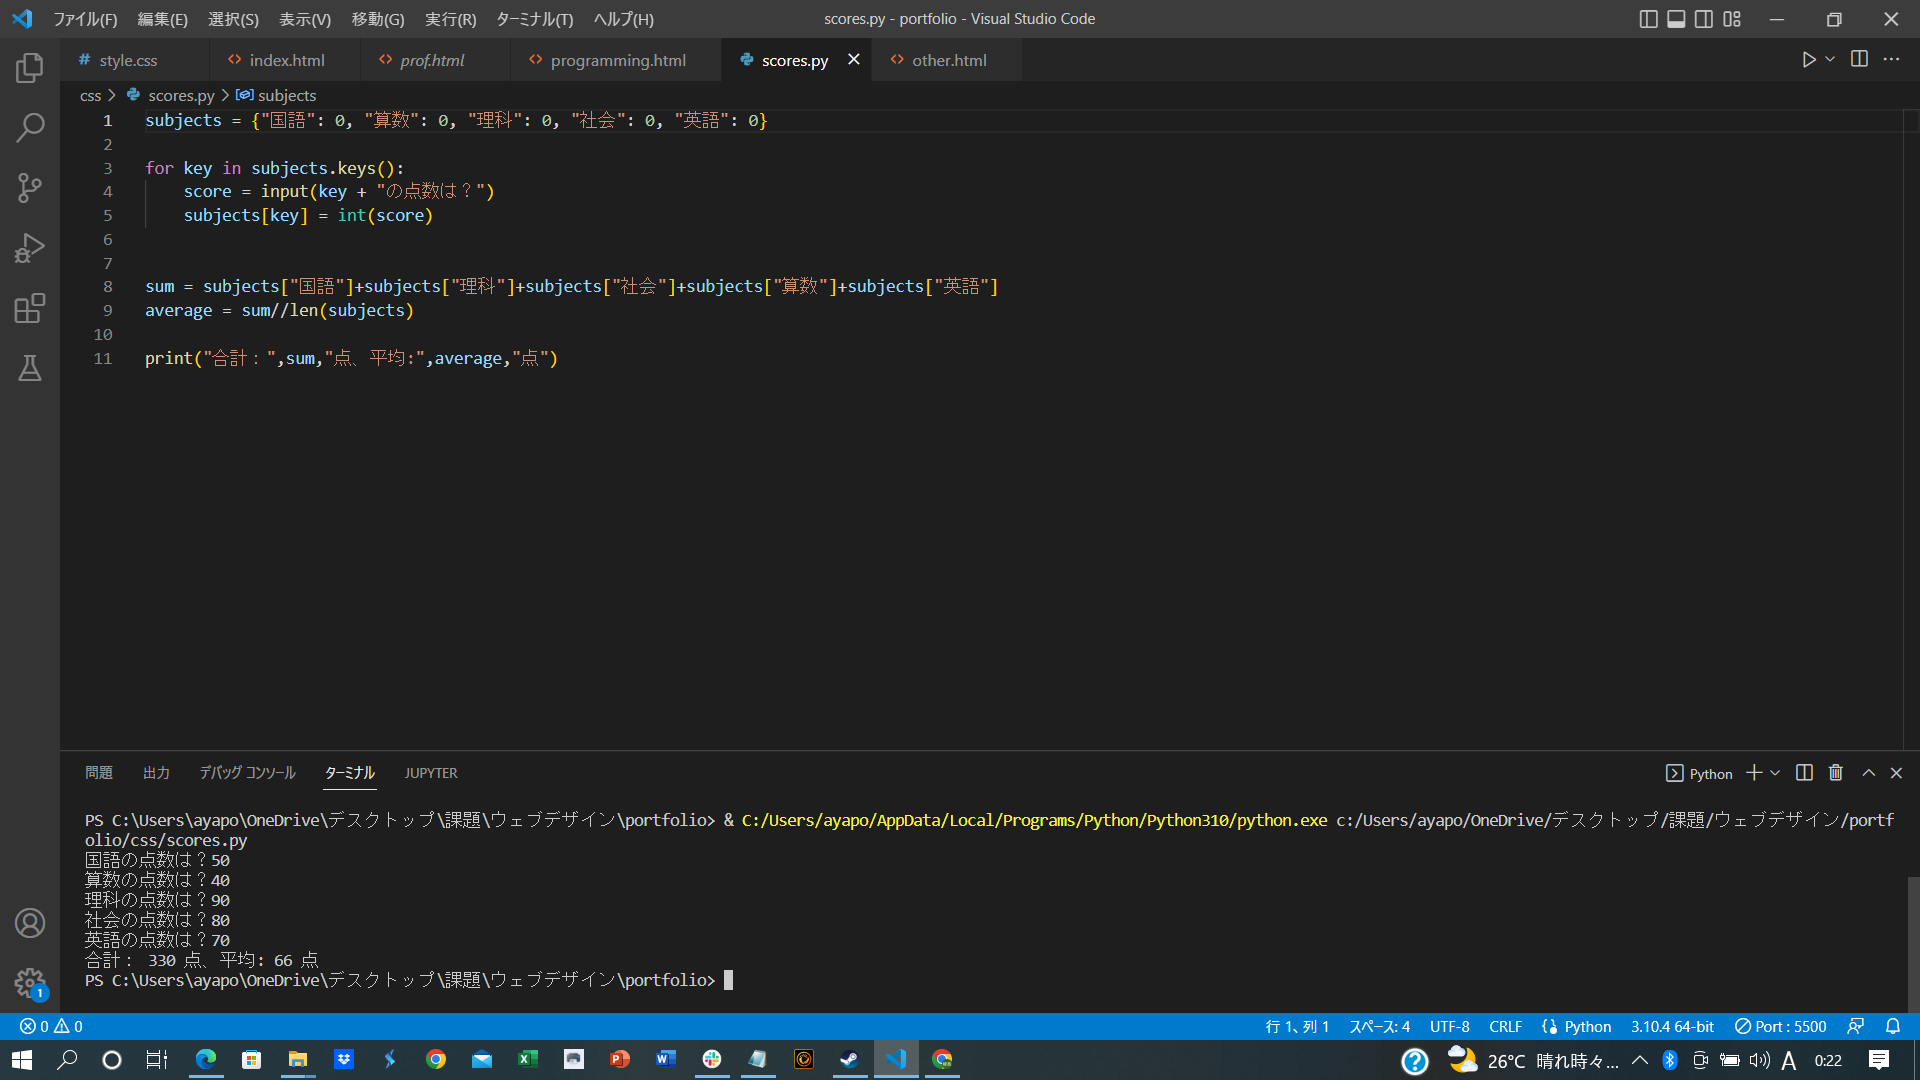 ファイル(F) 編集(E) 選択(S) 表示(V) 移動(G) 実行(R) ターミナル(T) ヘルプ(H) scores.py - portfolio - Visual Studio Code
# style.css <> index.html <> prof.html <> programming.html scores.py <> other.html
css > scores.py > subjects
1 subjects = {"国語": 0, "算数": 0, "理科": 0, "社会": 0, "英語": 0}
2
3 for key in subjects.keys():
4 score = input(key + "の点数は？")
5 subjects[key] = int(score)
6
7
8 sum = subjects["国語"]+subjects["理科"]+subjects["社会"]+subjects["算数"]+subjects["英語"]
9 average = sum//len(subjects)
10
11 print("合計：",sum,"点、平均:",average,"点")
問題 出力 デバッグ コンソール ターミナル JUPYTER Python
PS C:\Users\ayapo\OneDrive\デスクトップ\課題\ウェブデザイン\portfolio> & C:/Users/ayapo/AppData/Local/Programs/Python/Python310/python.exe c:/Users/ayapo/OneDrive/デスクトップ/課題/ウェブデザイン/portf
olio/css/scores.py
国語の点数は？50
算数の点数は？40
理科の点数は？90
社会の点数は？80
英語の点数は？70
合計： 330 点、平均: 66 点
PS C:\Users\ayapo\OneDrive\デスクトップ\課題\ウェブデザイン\portfolio>
1
0 0 行 1、列 1 スペース: 4 UTF-8 CRLF Python 3.10.4 64-bit Port : 5500
26°C 晴れ時々... A 0:22